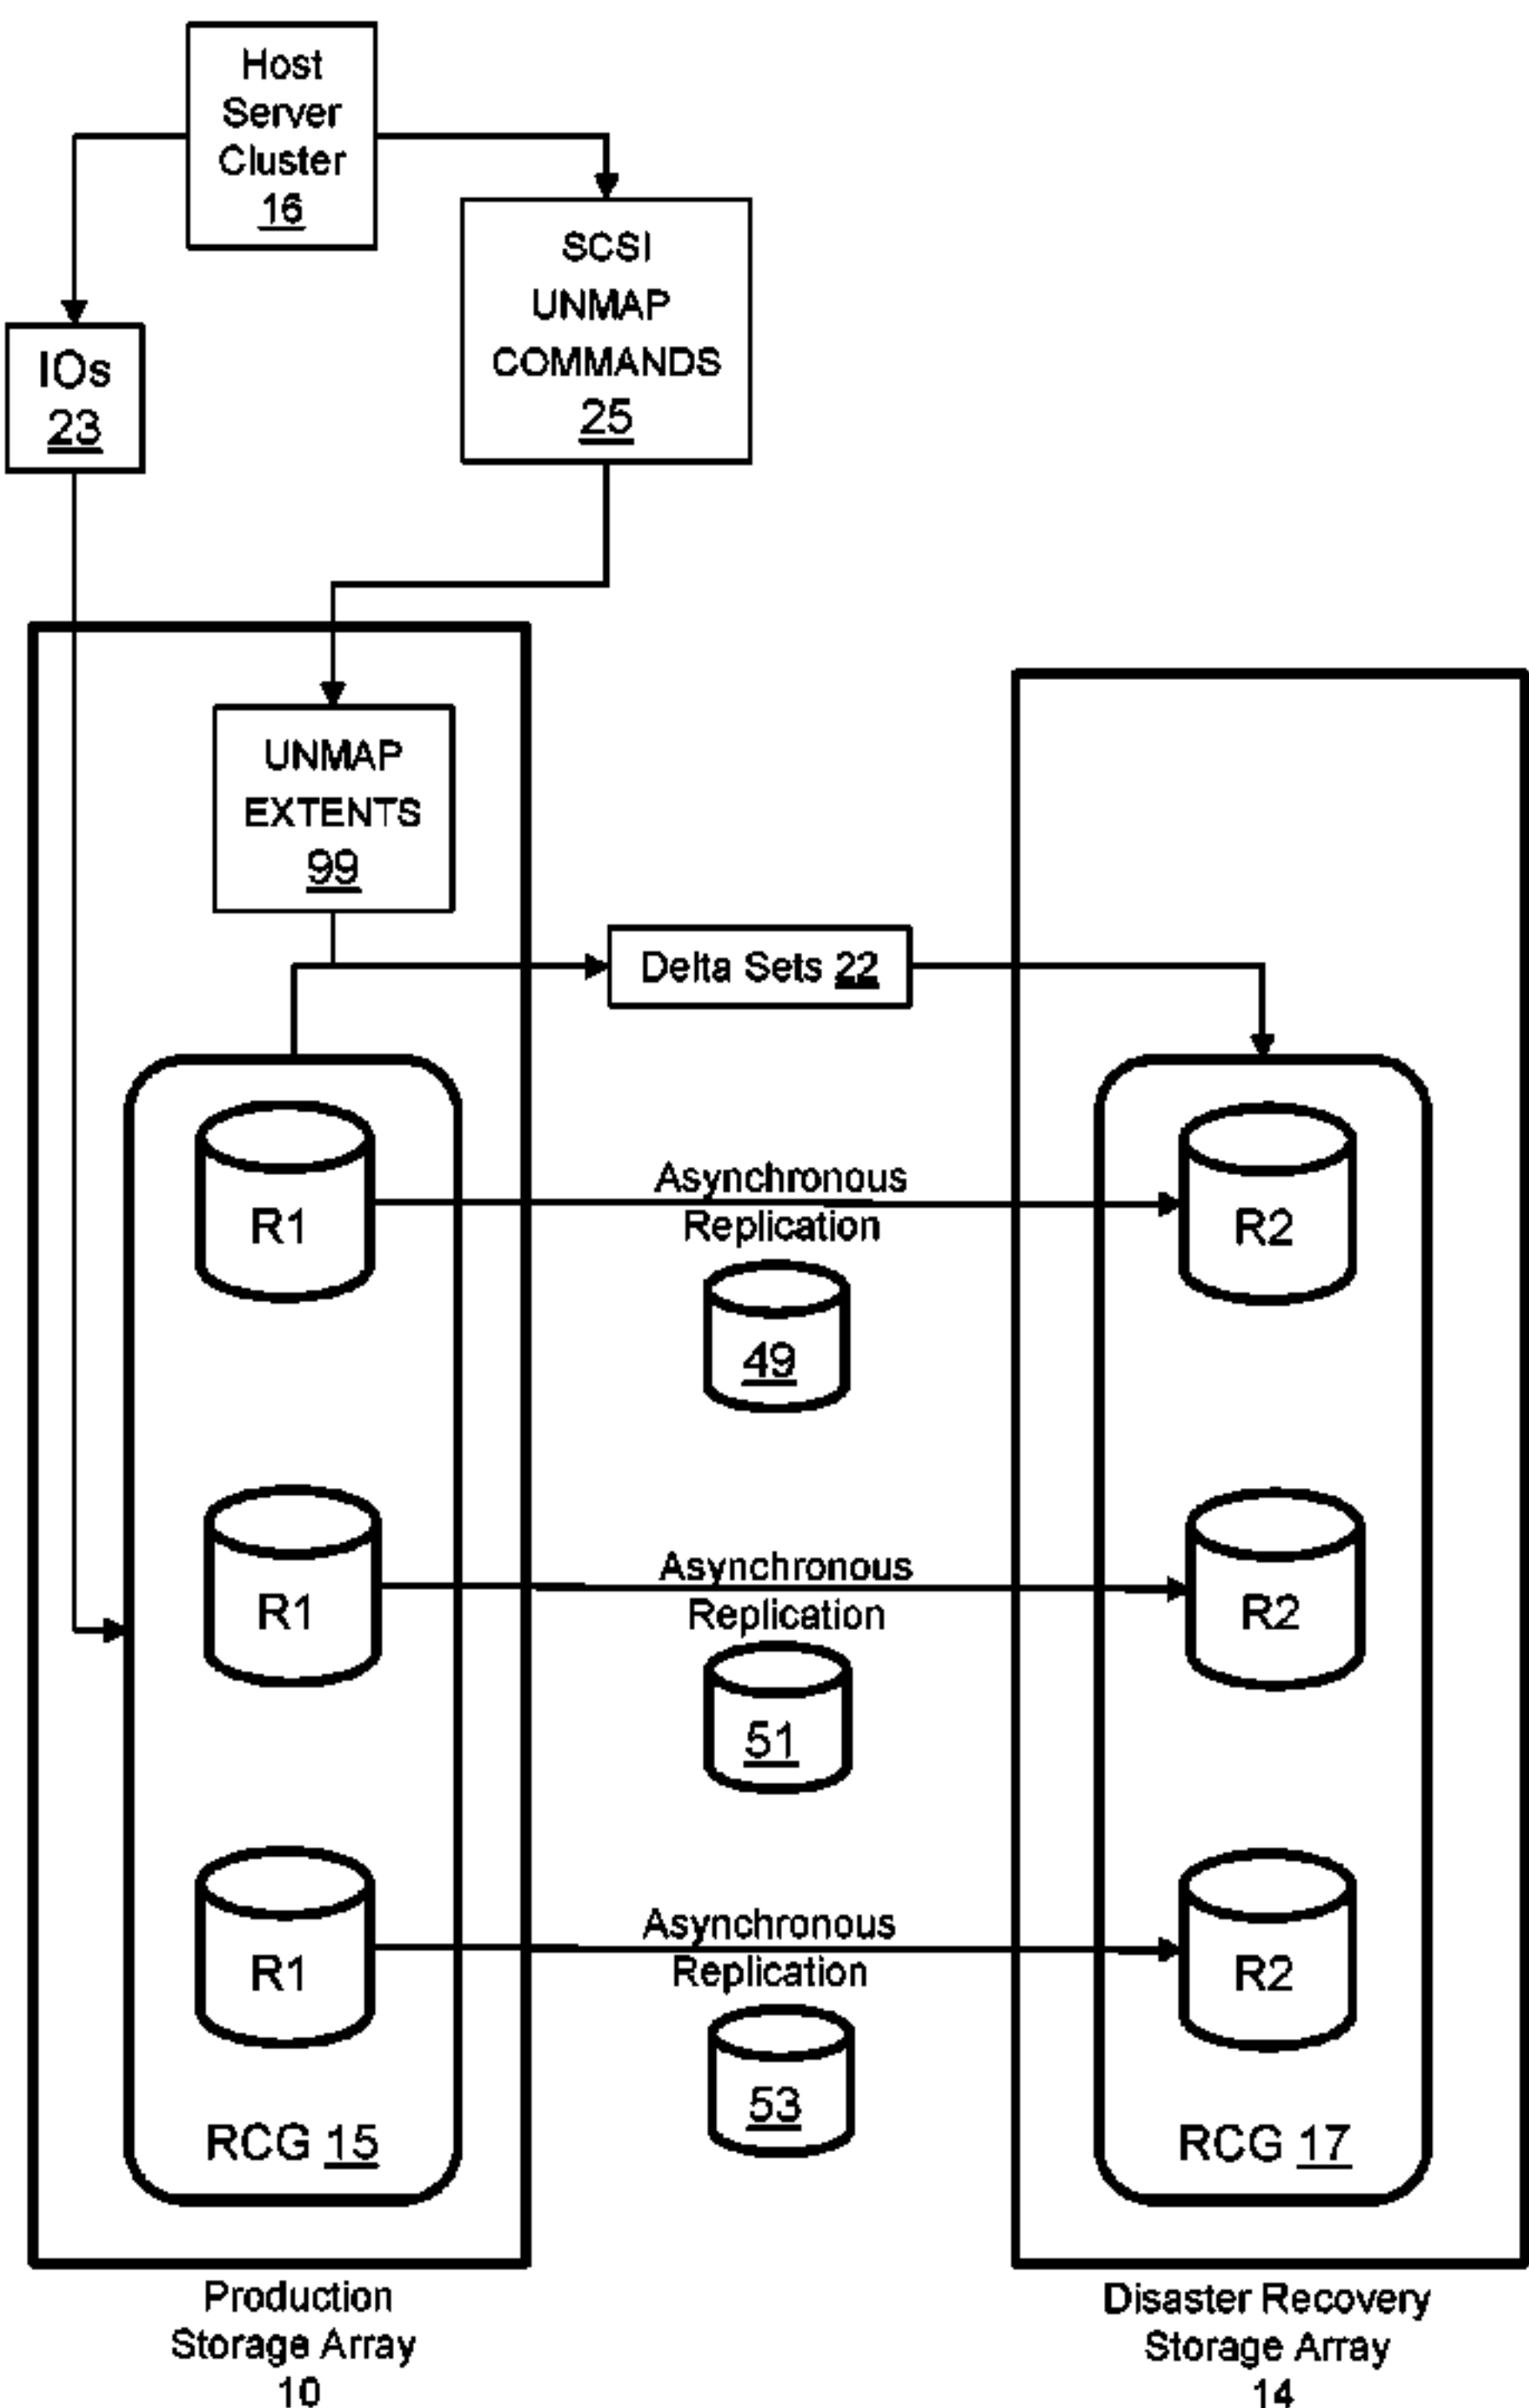 Host
Server
Cluster
16
SCSI
UNMAP
COMMANDS
25
IOs
23
UNMAP
EXTENTS
99
Delta Sets 22
R1
Asynchronous
Replication
R2
49
R1
Asynchronous
Replication
R2
51
R1
Asynchronous
Replication
R2
53
RCG 15
RCG 17
Production
Storage Array
10
Disaster Recovery
Storage Array
14